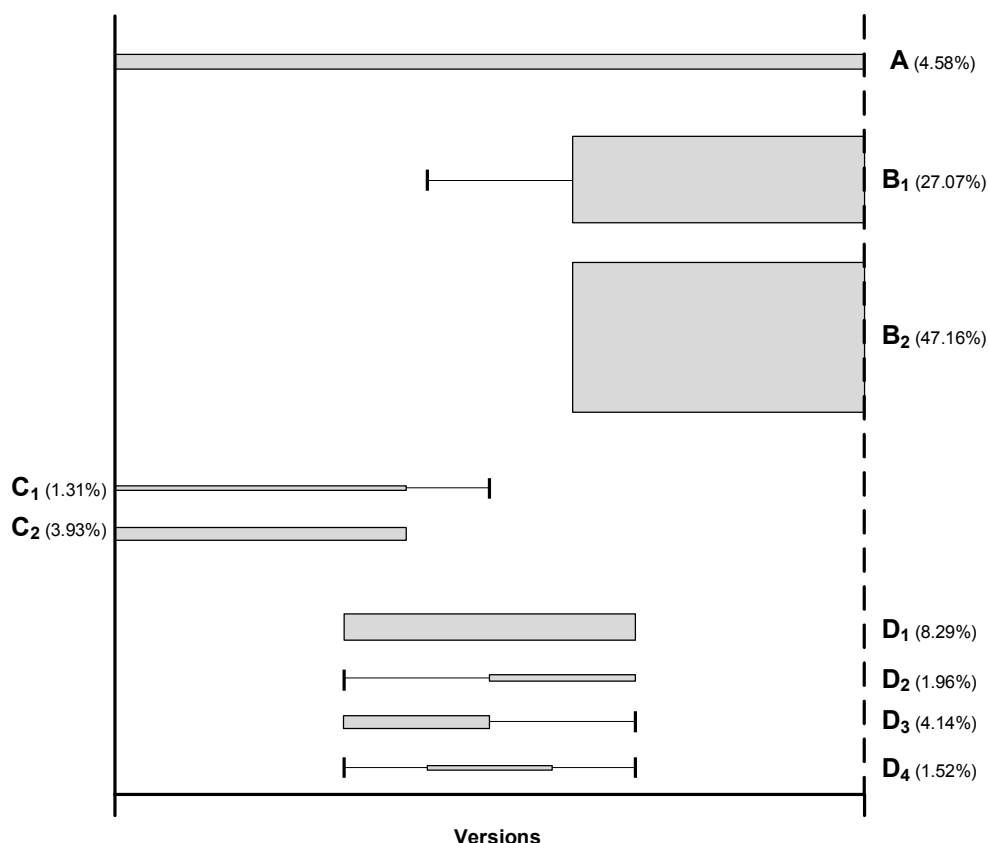 A (4.58%)
B1 (27.07%)
B2 (47.16%)
C1 (1.31%)
C2 (3.93%)
D1 (8.29%)
D2 (1.96%)
D3 (4.14%)
D4 (1.52%)
Versions